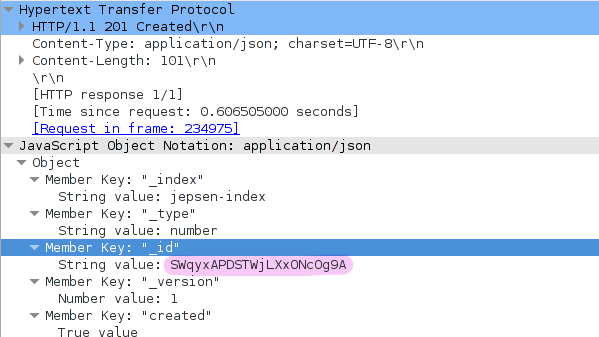 Hypertext Transfer Protocol
HTTP/1.1 201 Created\r\n
Content-Type: application/json; charset=UTF-8\r\n
Content-Length: 101\r\n
\r\n
[HTTP response 1/1]
[Time since request: 0.606505000 seconds]
[Request in frame: 234975]
JavaScript Object Notation: application/json
Object
Member Key: "_index"
String value: jepsen-index
Member Key: "_type"
String value: number
Member Key: "_id"
String value: SWqyxAPDSTWjLXxONcOg9A
Member Key: "_version"
Number value: 1
Member Key: "created"
True value